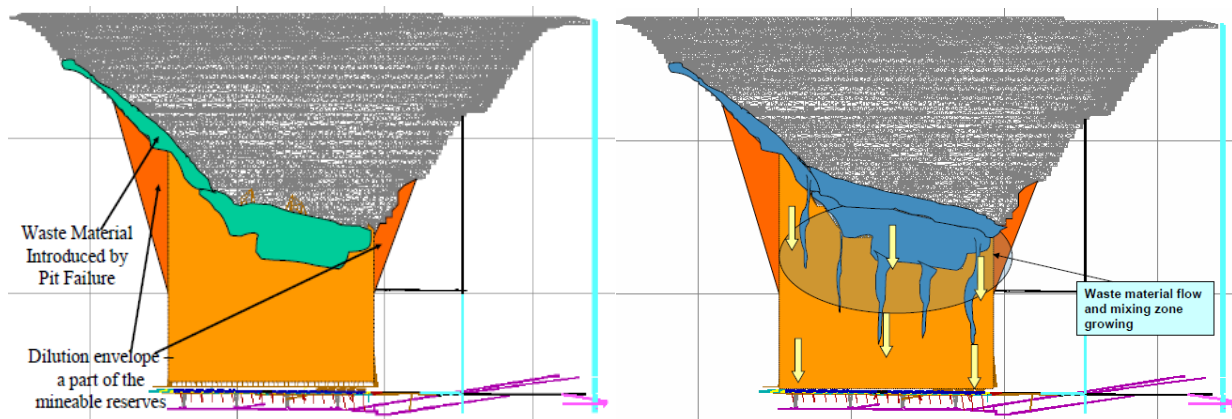 Waste Material
Introduced by
Pit Failure
Dilution envelope
a part of the
mineable reserves
Waste material flow
and mixing zone
growing